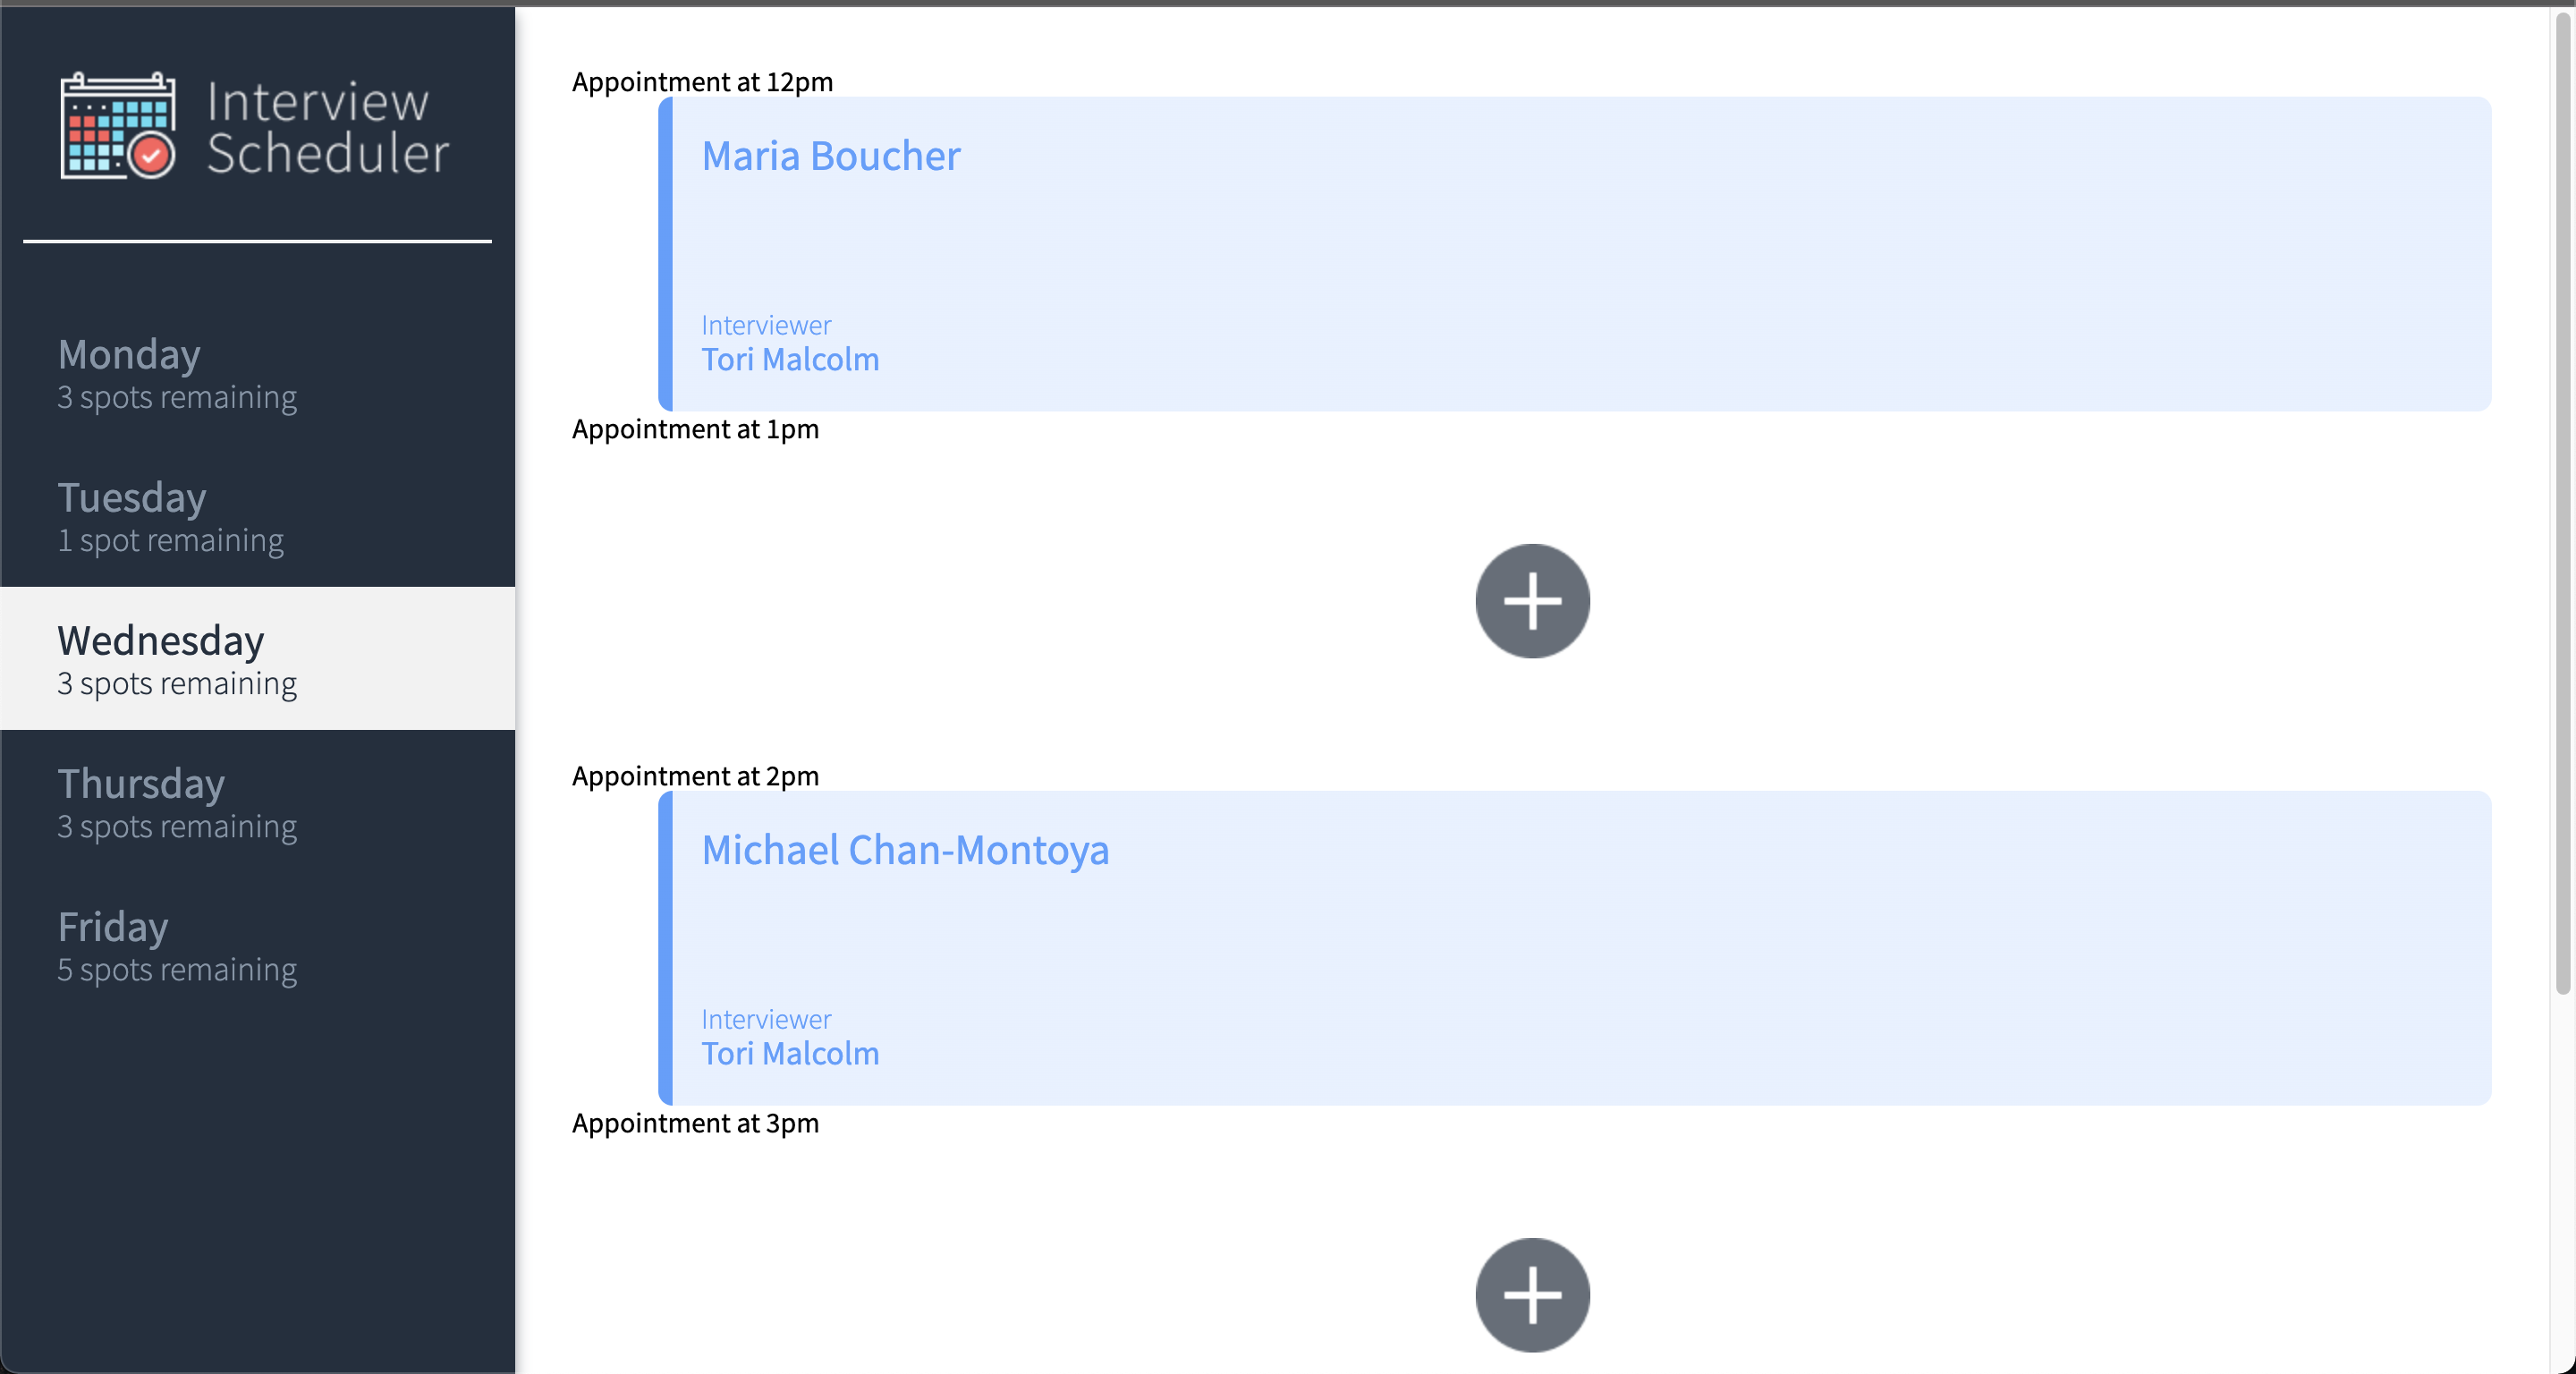 Interview
Scheduler
Monday
3 spots remaining
Tuesday
1 spot remaining
Wednesday
3 spots remaining
Thursday
3 spots remaining
Friday
5 spots remaining
Appointment at 12pm
Maria Boucher
Interviewer
Tori Malcolm
Appointment at 1pm
Appointment at 2pm
Michael Chan-Montoya
Interviewer
Tori Malcolm
Appointment at 3pm